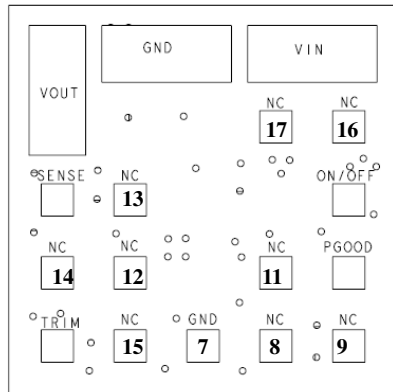 GND VIN
VOUT
NC NC
17 16
SENSE NC ON/OFF
13
NC NC NC PGOOD
14 12 11
TRIM NC GND NC NC
15 7 8 9